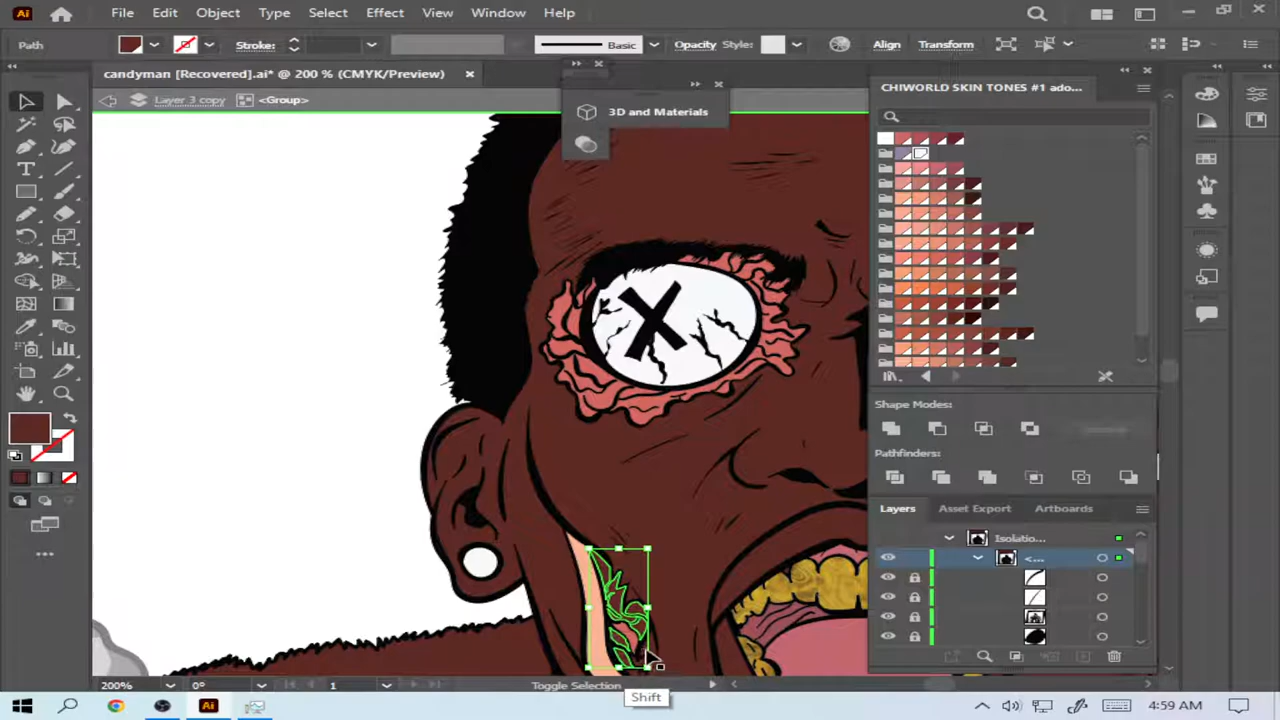 Ai File Edit Object Type Select Effect View Window Help
Path Stroke: Basic Opacity Style: Align Transform
candyman [Recovered].ai* @ 200 % (CMYK/Preview)
Layer 3 copy <Group>
3D and Materials
CHIWORLD SKIN TONES #1 ado...
X
Shape Modes:
Pathfinders:
Layers Asset Export Artboards
Isolatio...
<...
200% 0° 1 Toggle Selection
Shift
Ai 4:59 AM